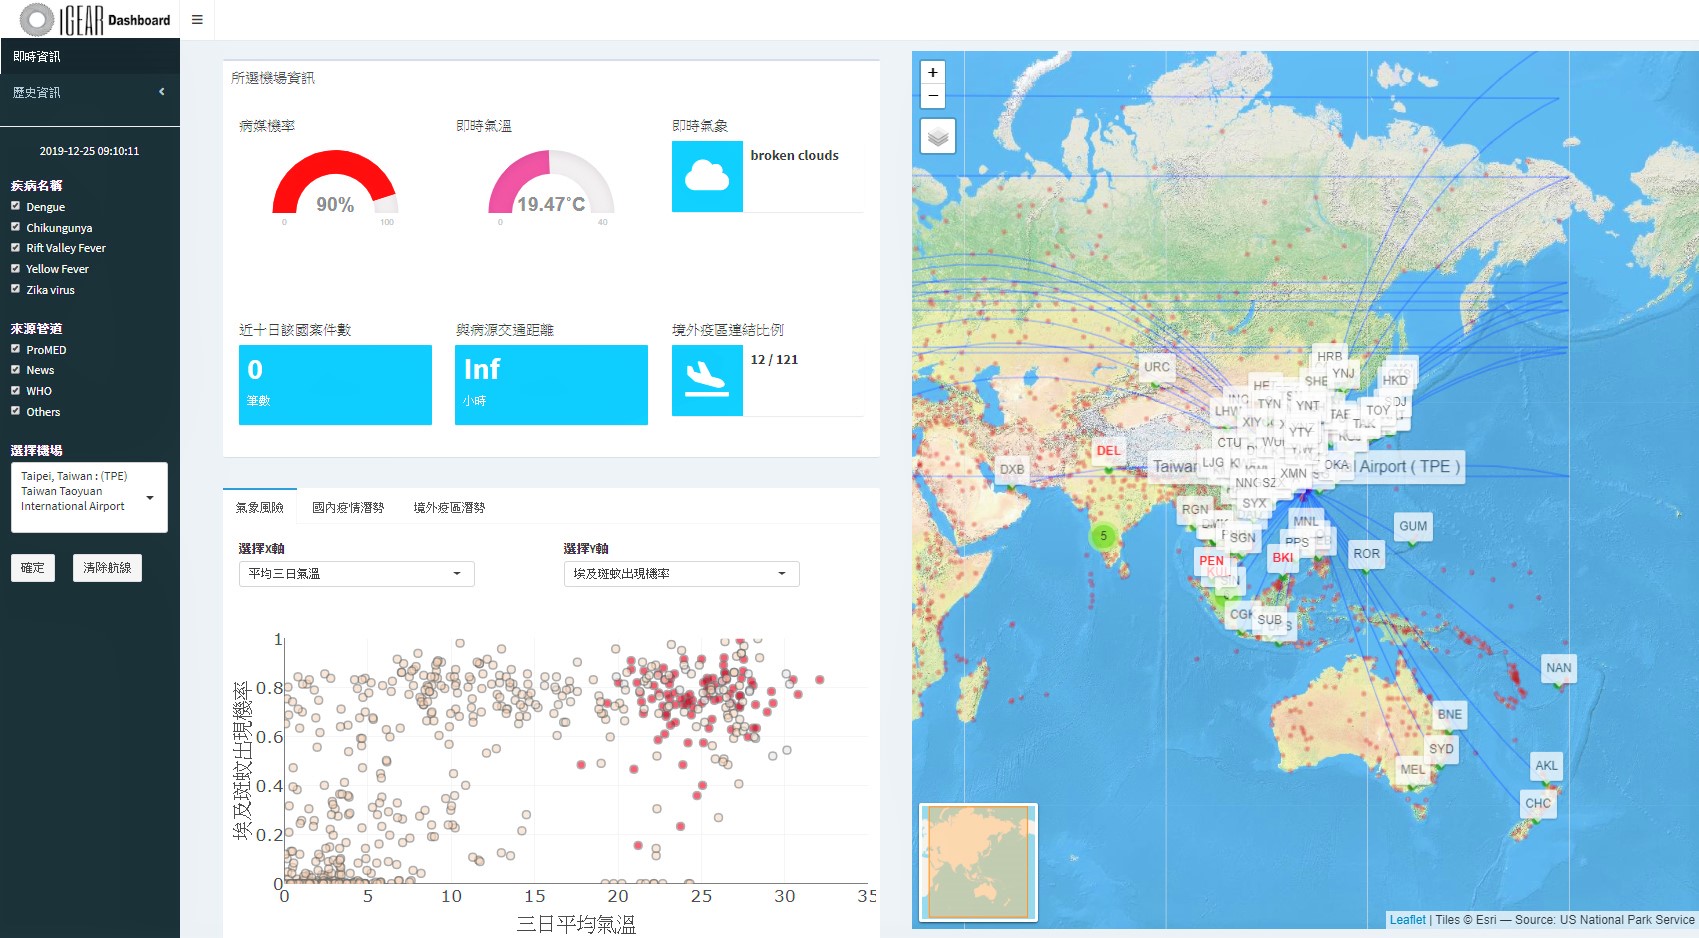 IGEAR Dashboard
即時資訊
歷史資訊
2019-12-25 09:10:11
疾病名稱
Dengue
Chikungunya
Rift Valley Fever
Yellow Fever
Zika virus
來源管道
ProMED
News
WHO
Others
選擇機場
Taipei, Taiwan : (TPE)
Taiwan Taoyuan
International Airport
確定
清除航線
所選機場資訊
病媒機率
90%
0
100
即時氣溫
19.47°C
0
40
即時氣象
broken clouds
近十日該國案件數
0
筆數
與病源交通距離
Inf
小時
境外疫區連結比例
12 / 121
氣象風險
國內疫情潛勢
境外疫區潛勢
選擇X軸
平均三日氣溫
選擇Y軸
埃及斑蚊出現機率
埃及斑蚊出現機率
1
0.8
0.6
0.4
0.2
0
0
5
10
15
20
25
30
35
三日平均氣溫
+
−
URC
HRB
YNJ
HKD
SHE
TYN
YNT
TOY
LHW
CTU
YTY
DEL
DXB
LJG
XMN
OKA
Taiwan
l Airport ( TPE )
NNG
SYX
RGN
MNL
GUM
SGN
PPS
ROR
PEN
BKI
CGK
SUB
5
NAN
BNE
SYD
MEL
AKL
CHC
Leaflet | Tiles © Esri — Source: US National Park Service